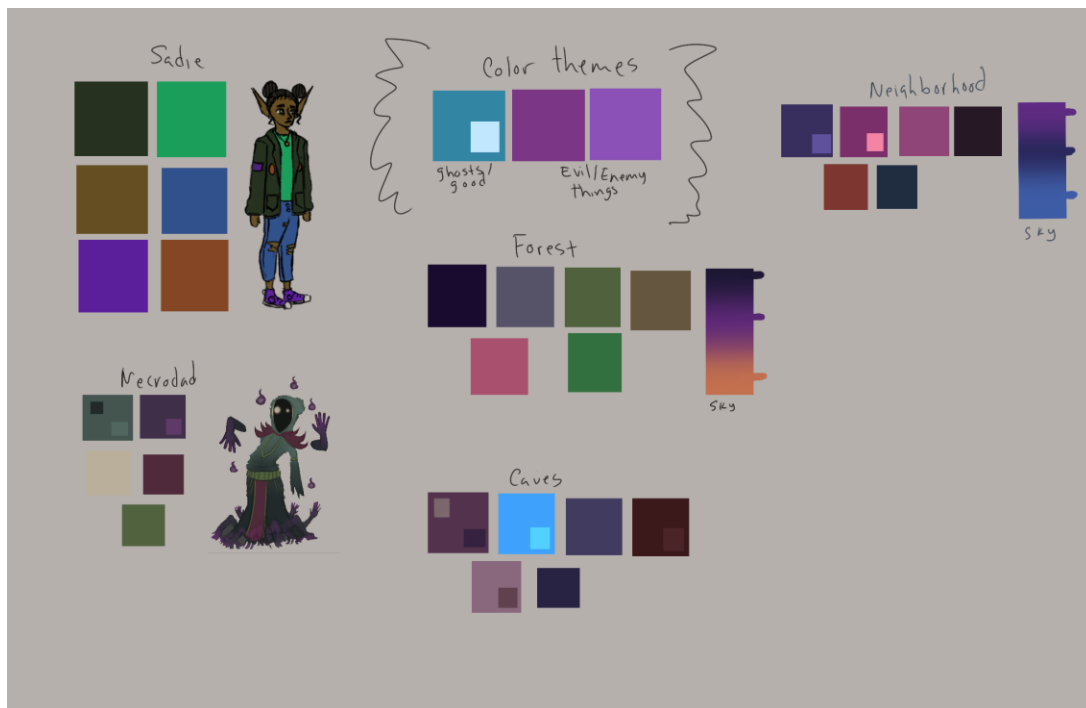 Sadie
Color themes
ghosts/
good
Evil/Enemy
things
Neighborhood
Sky
Forest
Sky
Necrodad
Caves